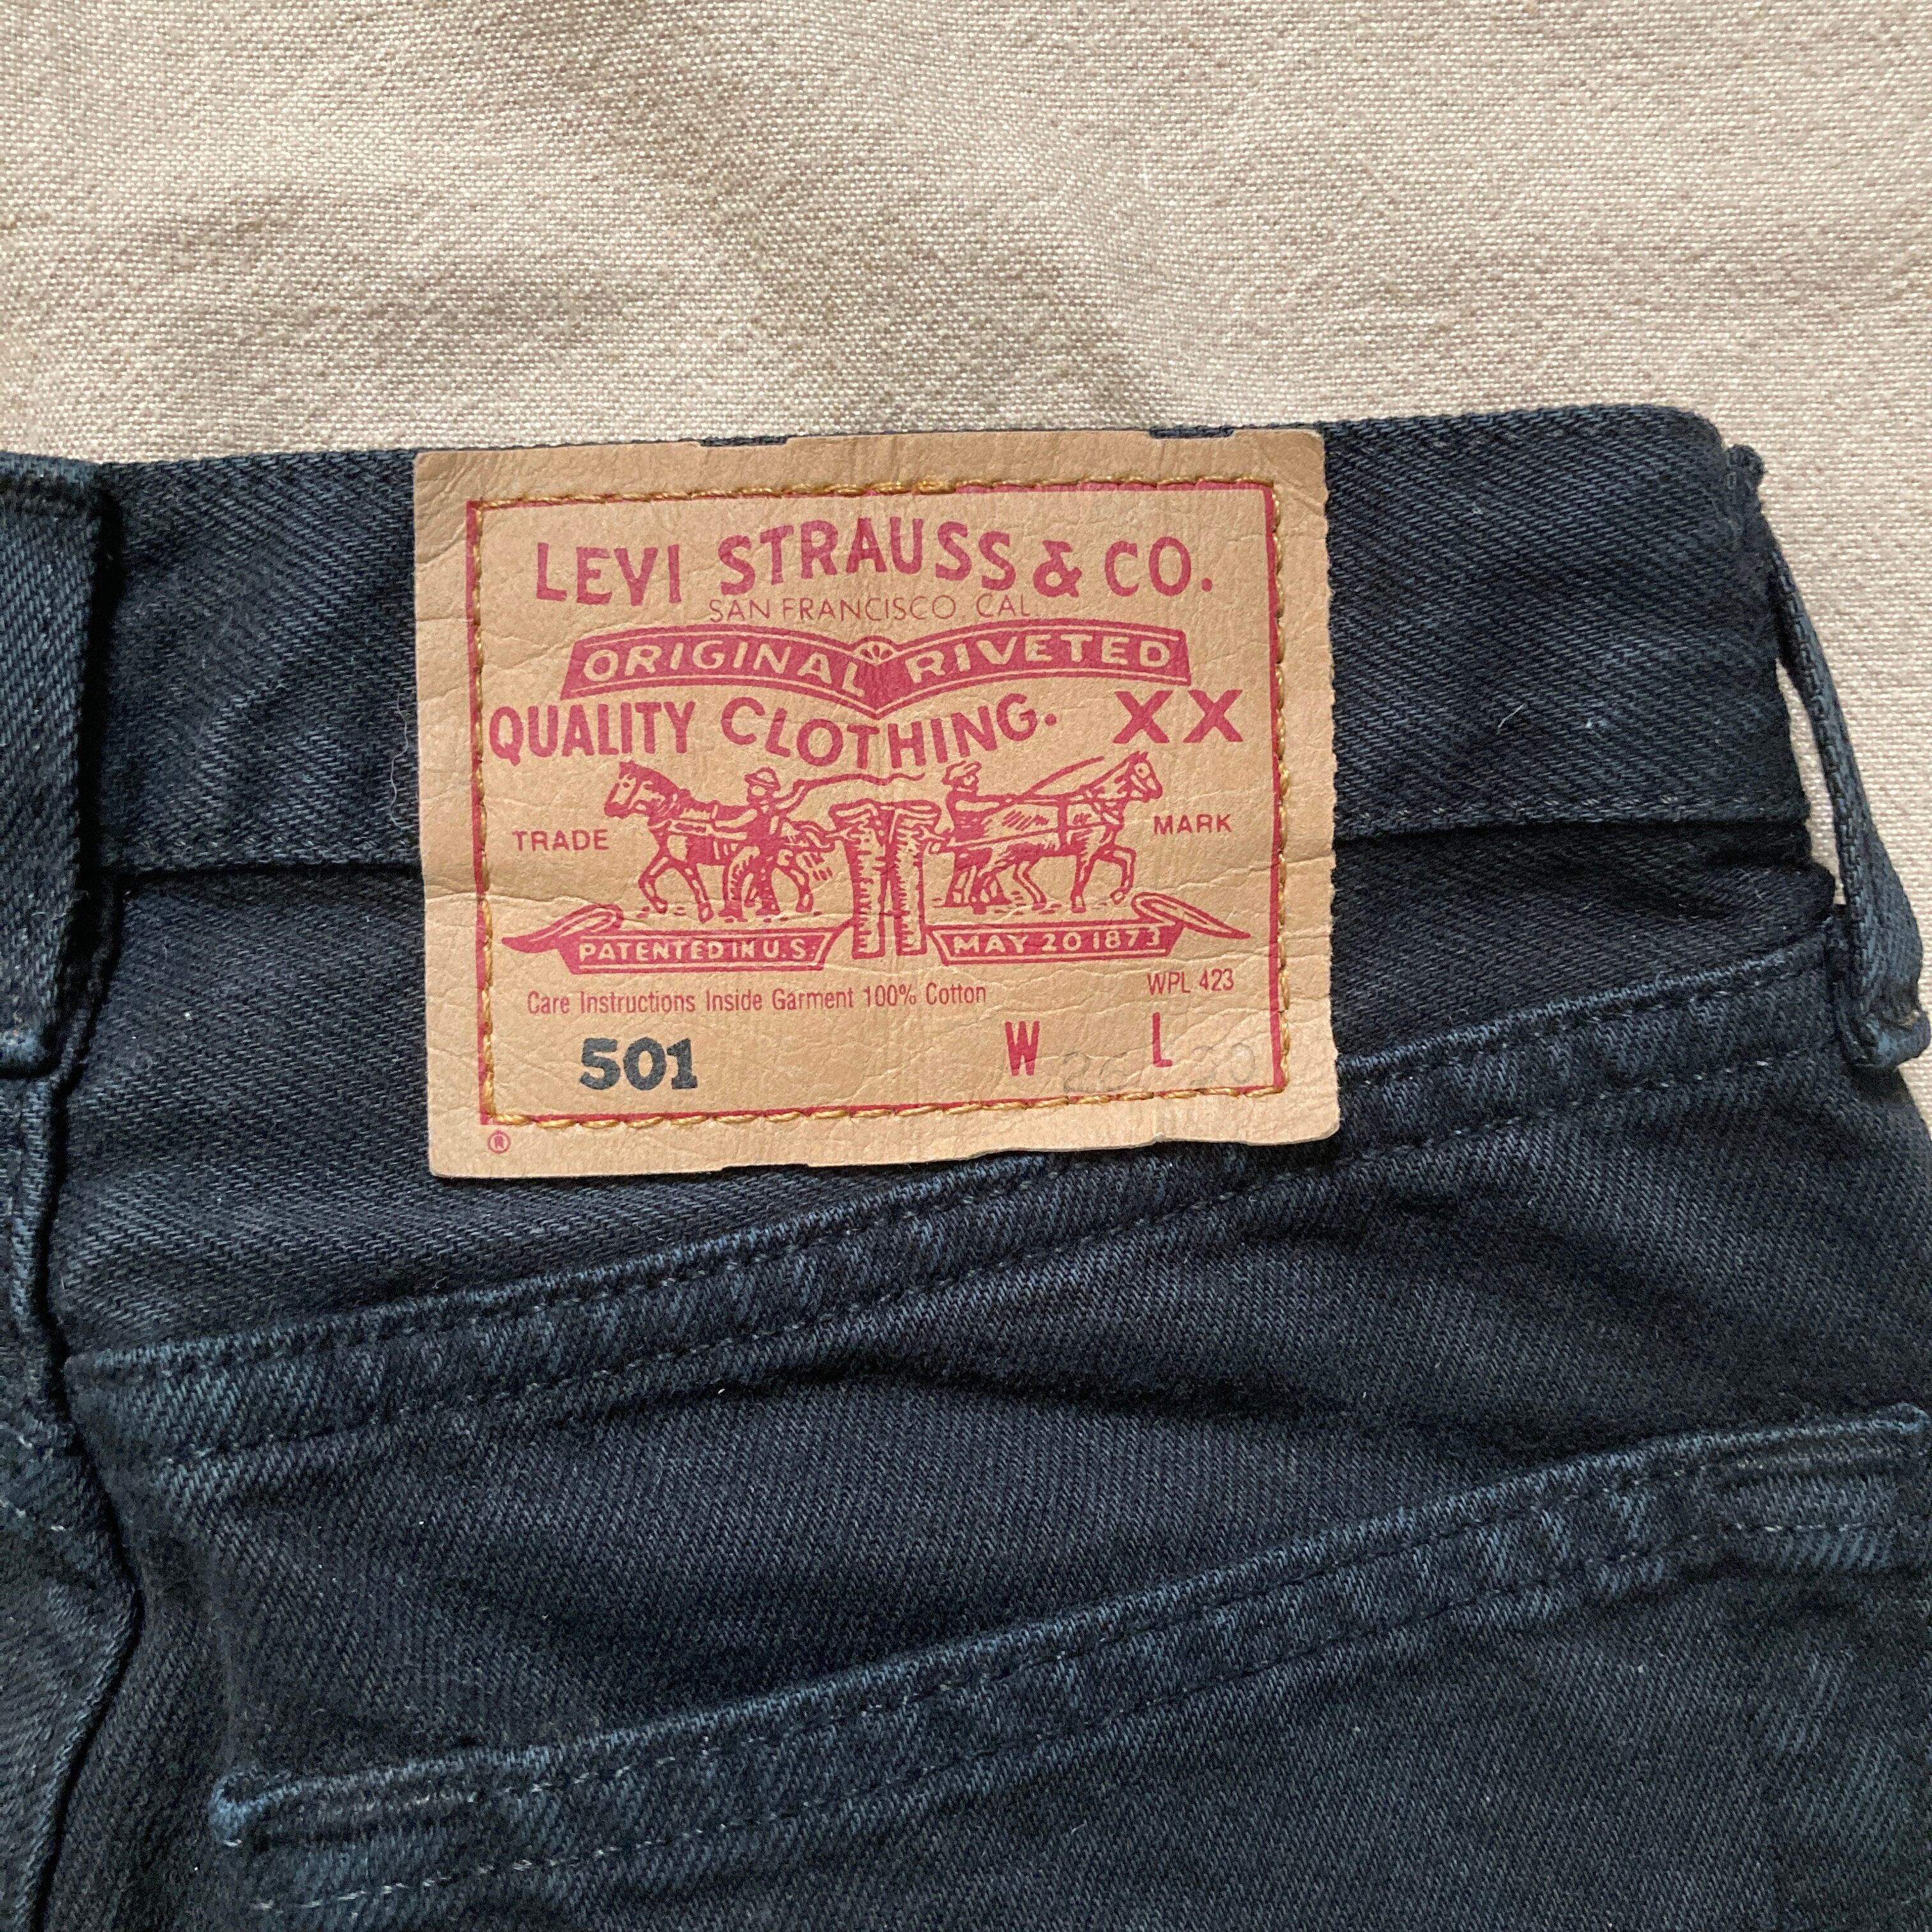 LEVI STRAUSS & CO.
SAN FRANCISCO CAL.
ORIGINAL RIVETED
QUALITY CLOTHING. XX
TRADE MARK
PATENTED IN U.S. MAY 20 1873
WPL 423
Care Instructions Inside Garment 100% Cotton
501 W L
®